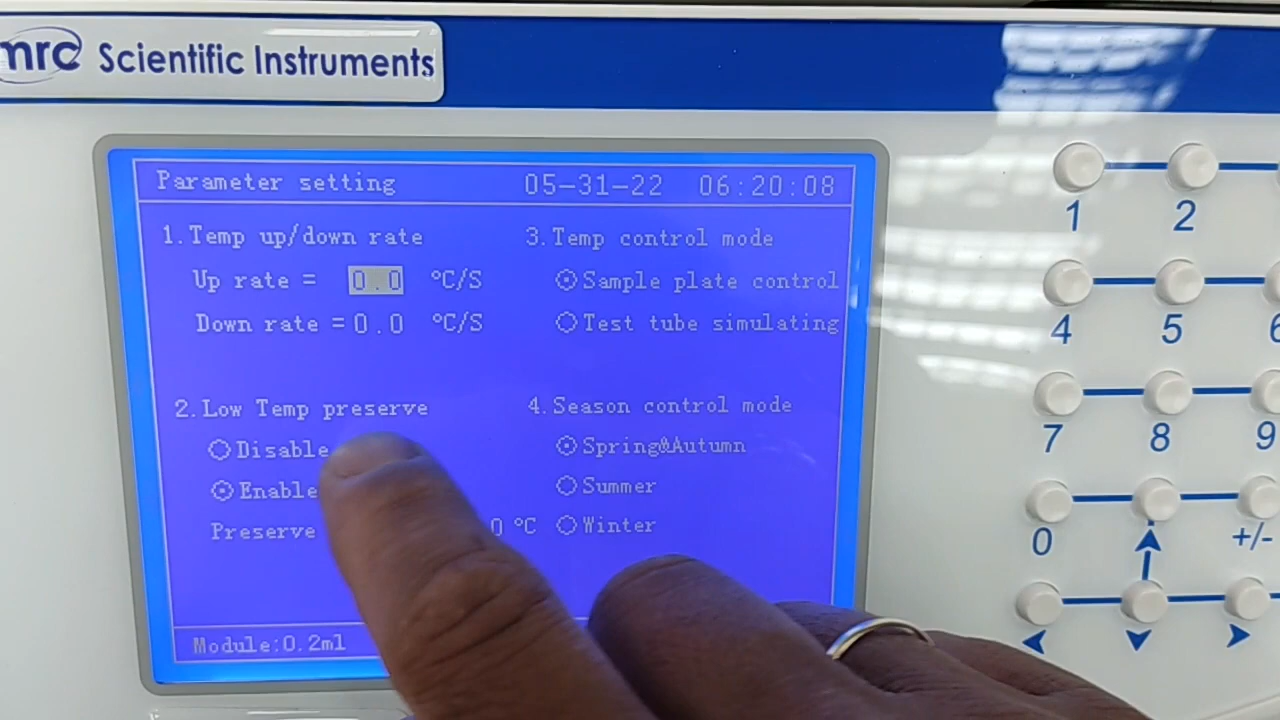 mrc Scientific Instruments
Parameter setting 05-31-22 06:20:08
1.Temp up/down rate
Up rate = 0.0 °C/S
Down rate =0.0 °C/S
2.Low Temp preserve
Disable
Enable
Preserve 0 °C
3.Temp control mode
Sample plate control
Test tube simulating
4.Season control mode
Spring&Autumn
Summer
Winter
Module:0.2ml
1 2
4 5 6
7 8 9
0 +/-